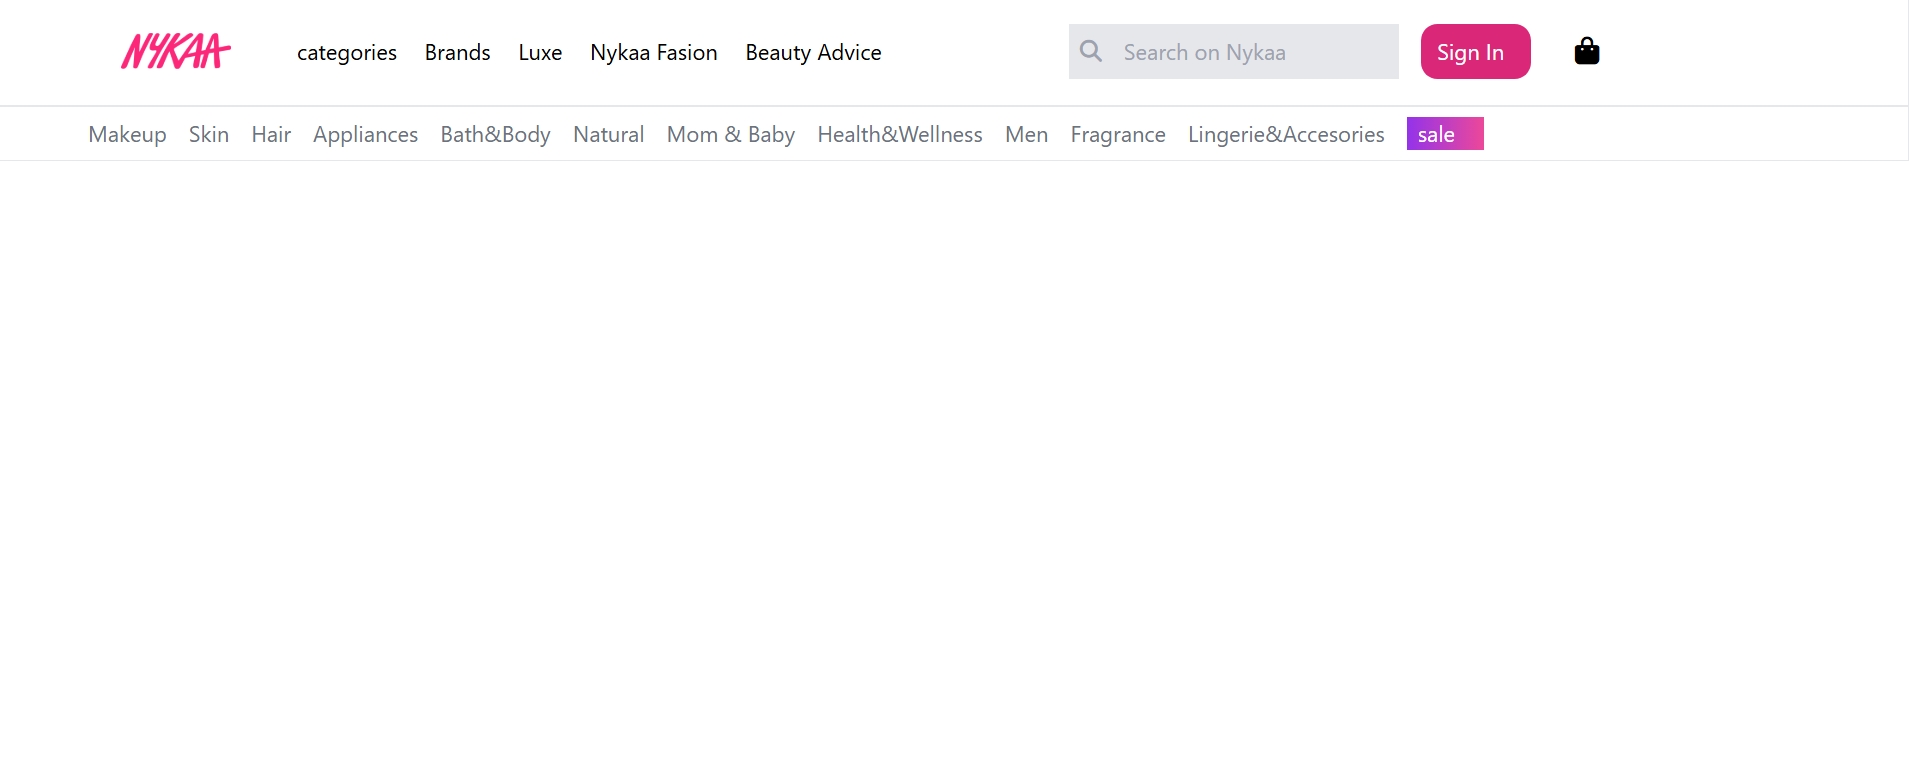 NYKAA categories Brands Luxe Nykaa Fasion Beauty Advice Search on Nykaa Sign In
Makeup Skin Hair Appliances Bath&Body Natural Mom & Baby Health&Wellness Men Fragrance Lingerie&Accesories sale